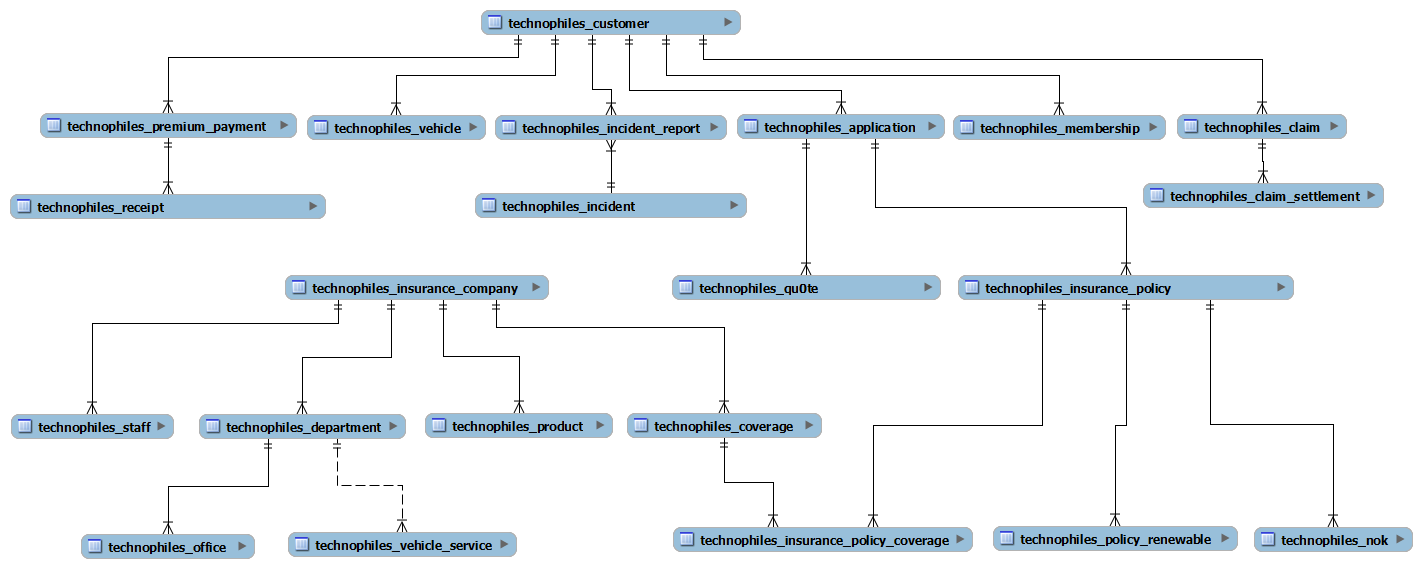 technophiles_customer
technophiles_premium_payment
technophiles_vehicle
technophiles_incident_report
technophiles_application
technophiles_membership
technophiles_claim
technophiles_receipt
technophiles_incident
technophiles_claim_settlement
technophiles_insurance_company
technophiles_qu0te
technophiles_insurance_policy
technophiles_staff
technophiles_department
technophiles_product
technophiles_coverage
technophiles_office
technophiles_vehicle_service
technophiles_insurance_policy_coverage
technophiles_policy_renewable
technophiles_nok